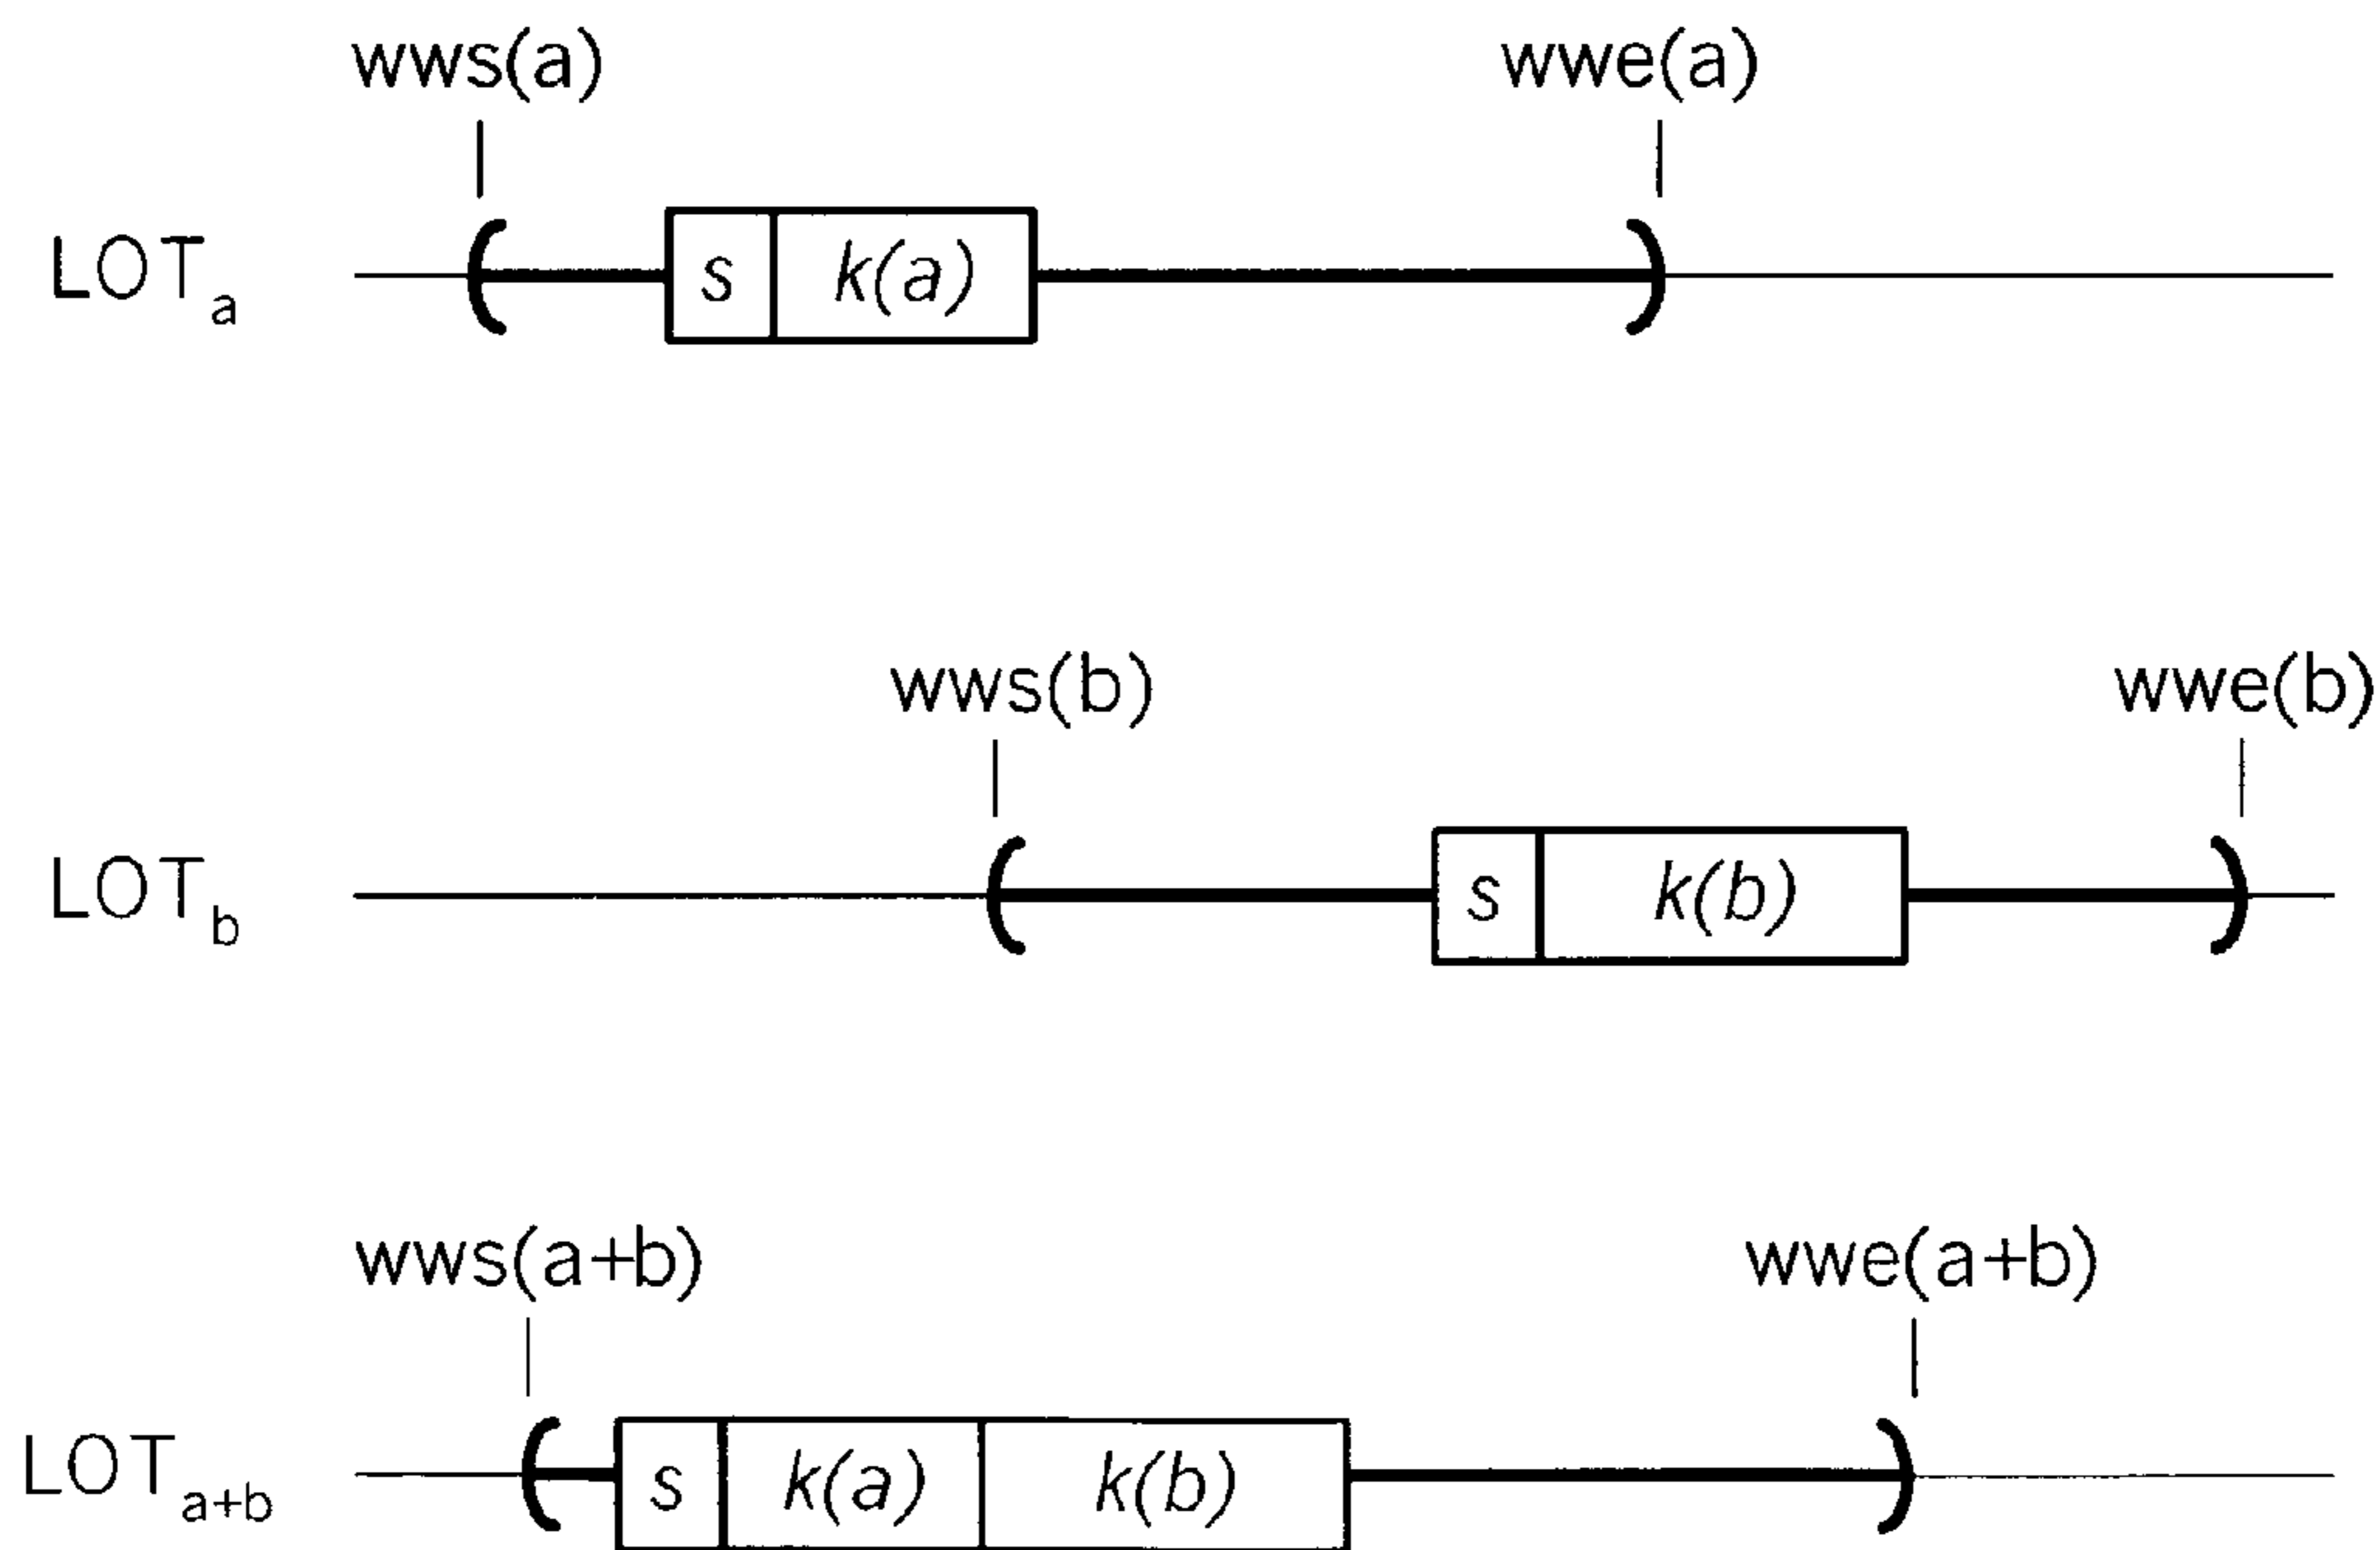 wws(a) wwe(a)
LOTa s k(a)
wws(b) wwe(b)
LOTb s k(b)
wws(a+b) wwe(a+b)
LOTa+b s k(a) k(b)